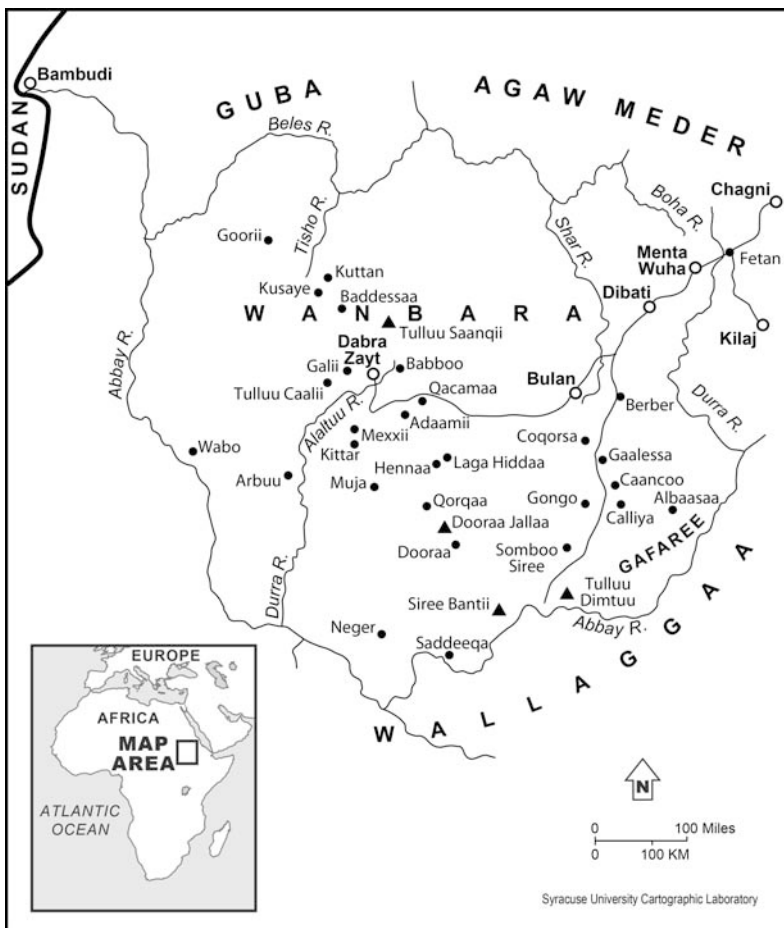 Bambudi
SUDAN
GUBA
AGAW MEDER
Beles R.
Chagni
Boha R.
Goorii
Tisho R.
Shar R.
Menta
Wuha
Fetan
Kuttan
Kusaye
Baddessaa
Dibati
WANBARA
Tulluu Saanqii
Kilaj
Abbay R.
Dabra
Zayt
Galii
Babboo
Tulluu Caalii
Bulan
Qacamaa
Berber
Durra R.
Alaltuu R.
Adaamii
Mexxii
Coqorsa
Wabo
Kittar
Laga Hiddaa
Hennaa
Gaalessa
Arbuu
Muja
Caancoo
Albaasaa
Qorqaa
Gongo
Calliya
Dooraa Jallaa
GAFAREE
Dooraa
Somboo
Siree
Durra R.
Tulluu
Dimtuu
Siree Bantii
Abbay R.
Neger
Saddeeqa
WALLAGGAA
EUROPE
AFRICA
MAP
AREA
ATLANTIC
OCEAN
N
0 100 Miles
0 100 KM
Syracuse University Cartographic Laboratory